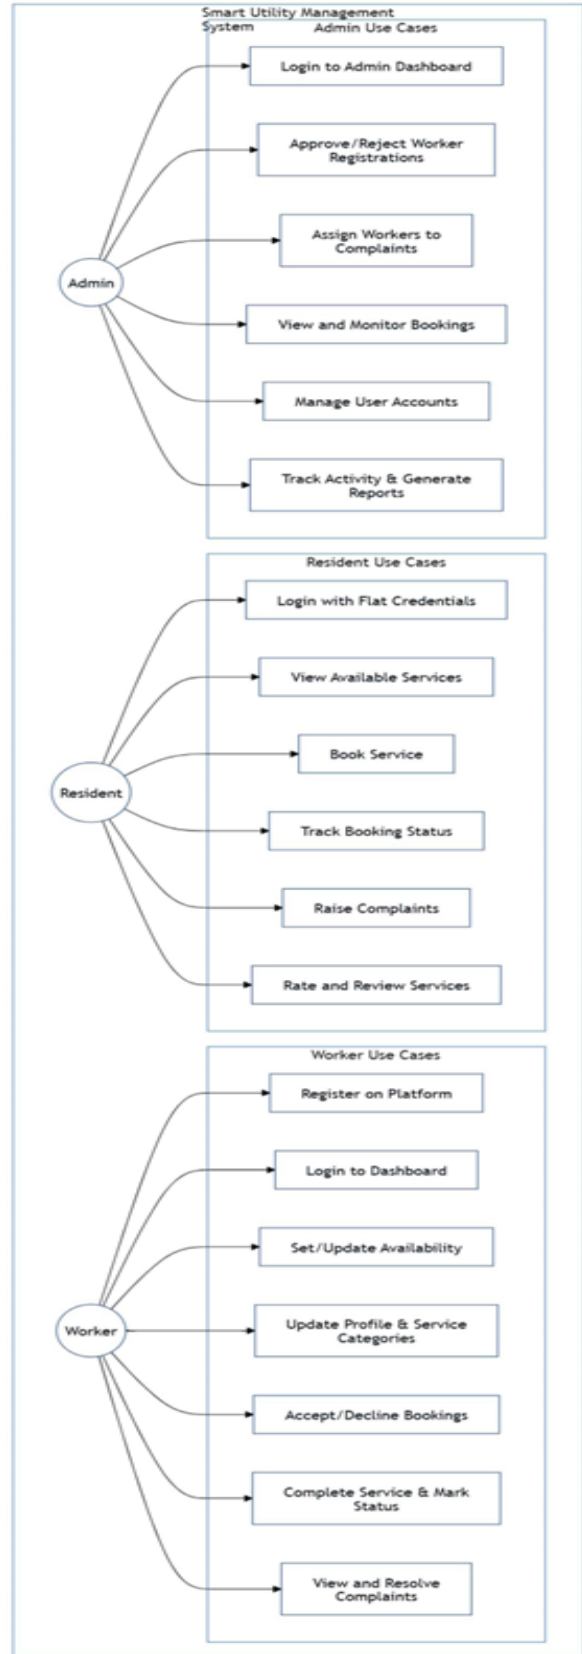 Smart Utility Management
System
Admin Use Cases
Login to Admin Dashboard
Approve/Reject Worker
Registrations
Assign Workers to
Complaints
Admin
View and Monitor Bookings
Manage User Accounts
Track Activity & Generate
Reports
Resident Use Cases
Login with Flat Credentials
View Available Services
Book Service
Resident
Track Booking Status
Raise Complaints
Rate and Review Services
Worker Use Cases
Register on Platform
Login to Dashboard
Set/Update Availability
Worker
Update Profile & Service
Categories
Accept/Decline Bookings
Complete Service & Mark
Status
View and Resolve
Complaints